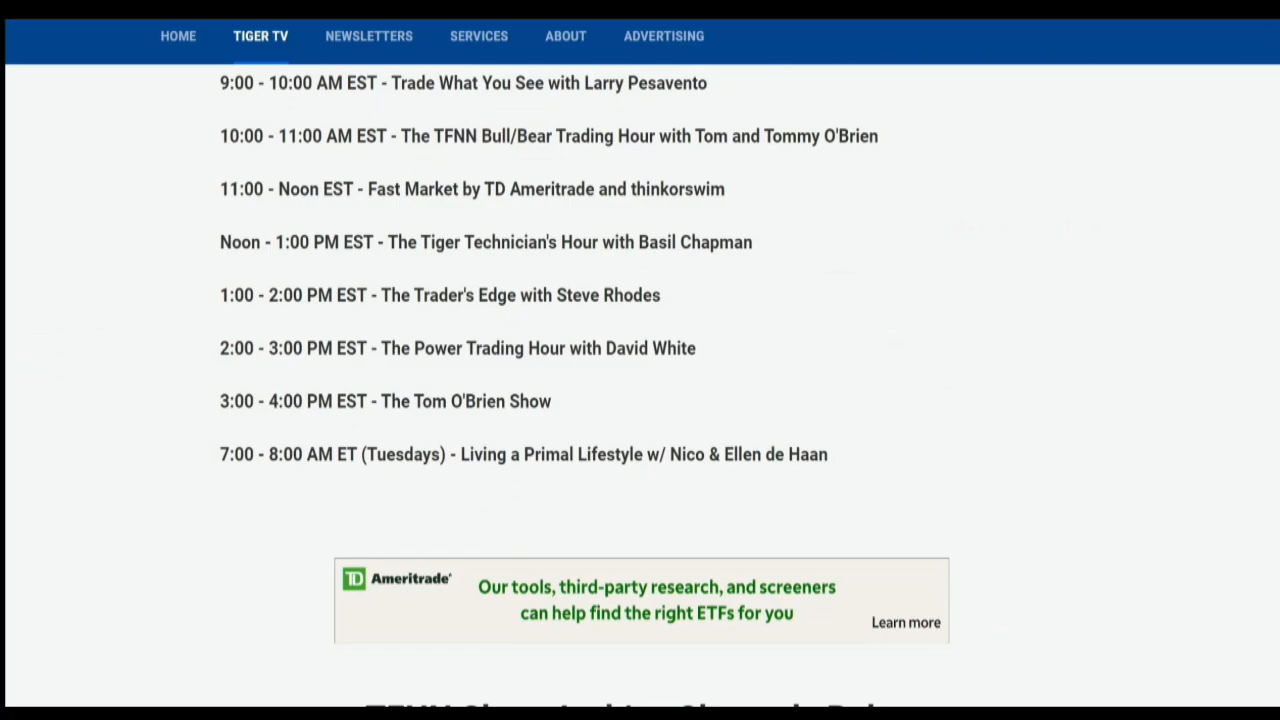 HOME TIGER TV NEWSLETTERS SERVICES ABOUT ADVERTISING
9:00 - 10:00 AM EST - Trade What You See with Larry Pesavento
10:00 - 11:00 AM EST - The TFNN Bull/Bear Trading Hour with Tom and Tommy O'Brien
11:00 - Noon EST - Fast Market by TD Ameritrade and thinkorswim
Noon - 1:00 PM EST - The Tiger Technician's Hour with Basil Chapman
1:00 - 2:00 PM EST - The Trader's Edge with Steve Rhodes
2:00 - 3:00 PM EST - The Power Trading Hour with David White
3:00 - 4:00 PM EST - The Tom O'Brien Show
7:00 - 8:00 AM ET (Tuesdays) - Living a Primal Lifestyle w/ Nico & Ellen de Haan
TD Ameritrade
Our tools, third-party research, and screeners
can help find the right ETFs for you
Learn more